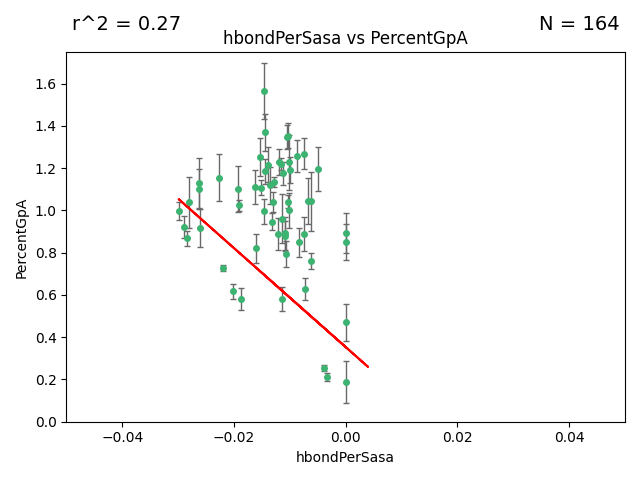 r^2 = 0.27
N = 164
hbondPerSasa vs PercentGpA
1.6
1.4
1.2
1.0
0.8
0.6
0.4
0.2
0.0
PercentGpA
−0.04
−0.02
0.00
0.02
0.04
hbondPerSasa